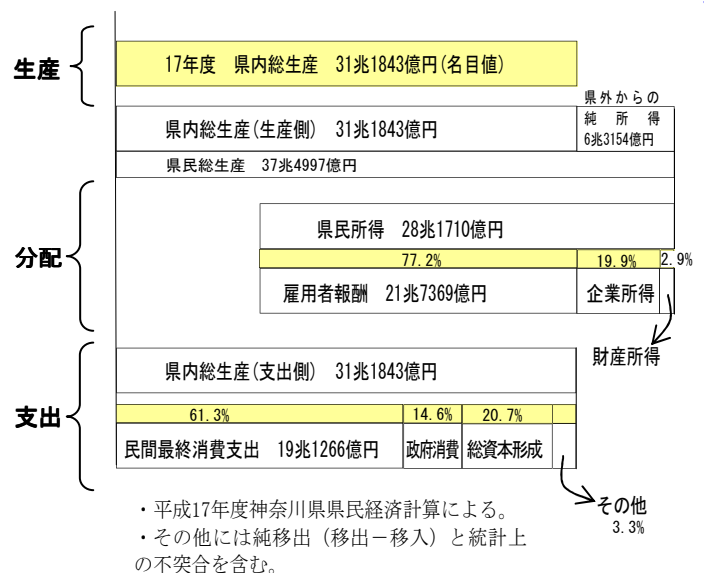 生産
17年度 県内総生産 31兆1843億円(名目値)
県外からの
純所得
6兆3154億円
県内総生産(生産側) 31兆1843億円
県民総生産 37兆4997億円
分配
県民所得 28兆1710億円
77.2%
19.9%
2.9%
雇用者報酬 21兆7369億円
企業所得
財産所得
支出
県内総生産(支出側) 31兆1843億円
61.3%
14.6%
20.7%
民間最終消費支出 19兆1266億円
政府消費
総資本形成
その他
3.3%
・平成17年度神奈川県県民経済計算による。
・その他には純移出（移出－移入）と統計上
の不突合を含む。